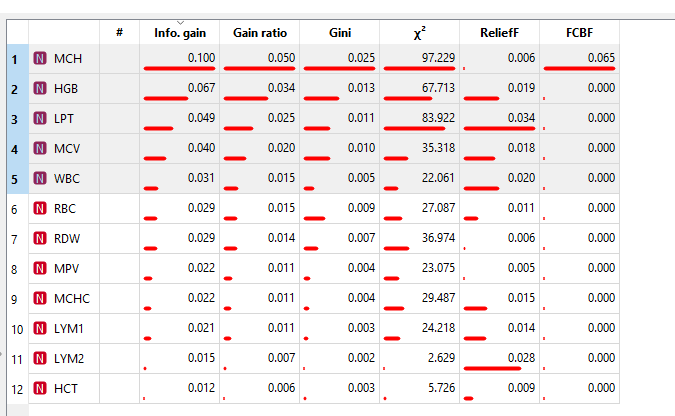 # Info. gain Gain ratio Gini χ² ReliefF FCBF
1 N MCH 0.100 0.050 0.025 97.229 0.006 0.065
2 N HGB 0.067 0.034 0.013 67.713 0.019 0.000
3 N LPT 0.049 0.025 0.011 83.922 0.034 0.000
4 N MCV 0.040 0.020 0.010 35.318 0.018 0.000
5 N WBC 0.031 0.015 0.005 22.061 0.020 0.000
6 N RBC 0.029 0.015 0.009 27.087 0.011 0.000
7 N RDW 0.029 0.014 0.007 36.974 0.006 0.000
8 N MPV 0.022 0.011 0.004 23.075 0.005 0.000
9 N MCHC 0.022 0.011 0.004 29.487 0.015 0.000
10 N LYM1 0.021 0.011 0.003 24.218 0.014 0.000
11 N LYM2 0.015 0.007 0.002 2.629 0.028 0.000
12 N HCT 0.012 0.006 0.003 5.726 0.009 0.000